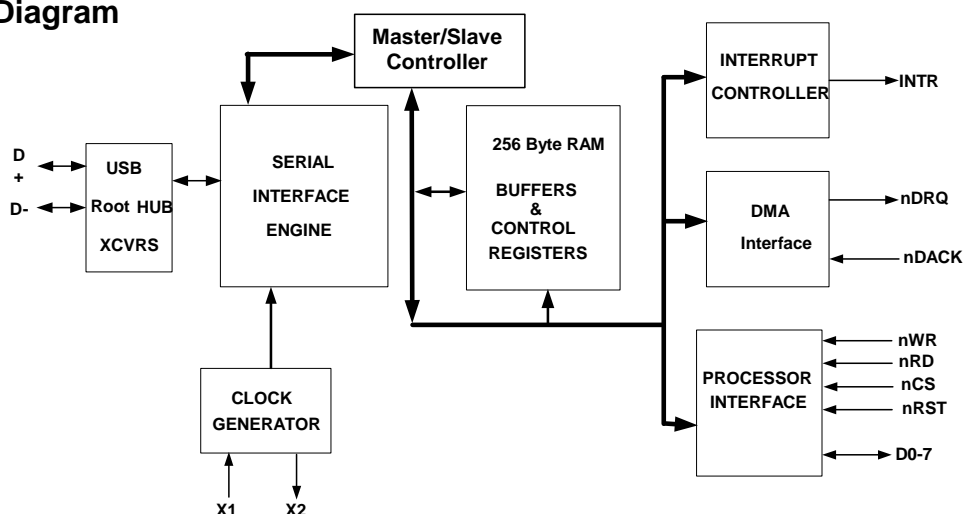 Diagram
Master/Slave
Controller
INTERRUPT
CONTROLLER
INTR
256 Byte RAM
BUFFERS
&
CONTROL
REGISTERS
SERIAL
INTERFACE
ENGINE
D
+
D-
USB
Root HUB
XCVRS
DMA
Interface
nDRQ
nDACK
PROCESSOR
INTERFACE
nWR
nRD
nCS
nRST
D0-7
CLOCK
GENERATOR
X1
X2